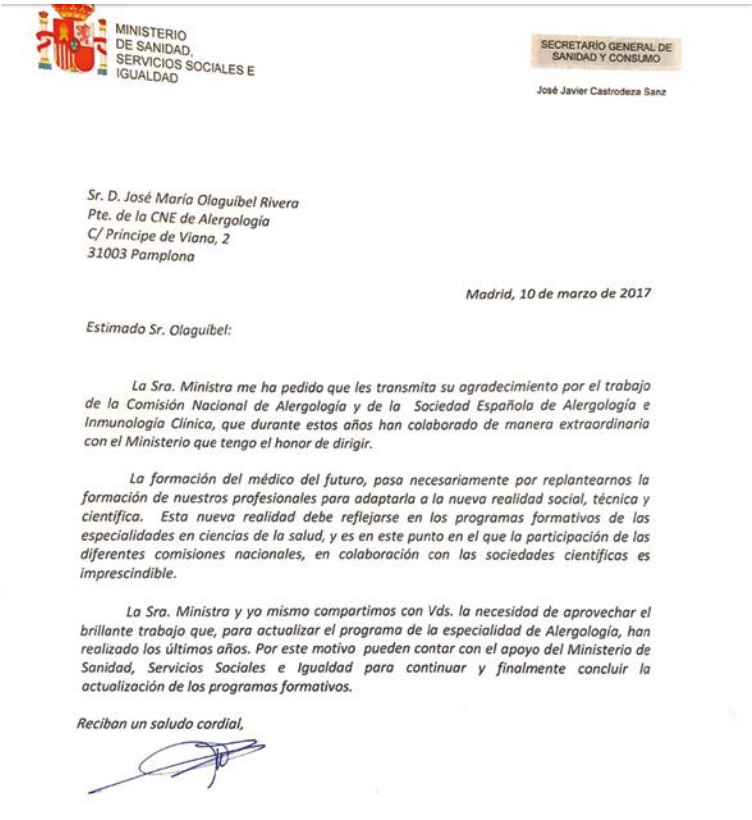 MINISTERIO
DE SANIDAD,
SERVICIOS SOCIALES E
IGUALDAD
SECRETARÍO GENERAL DE
SANIDAD Y CONSUMO
José Javier Castrodeza Sanz
Sr. D. José María Olaguíbel Rivera
Pte. de la CNE de Alergología
C/ Príncipe de Viana, 2
31003 Pamplona
Madrid, 10 de marzo de 2017
Estimado Sr. Olaguíbel:
La Sra. Ministra me ha pedido que les transmita su agradecimiento por el trabajo
de la Comisión Nacional de Alergología y de la Sociedad Española de Alergología e
Inmunología Clínica, que durante estos años han colaborado de manera extraordinaria
con el Ministerio que tengo el honor de dirigir.
La formación del médico del futuro, pasa necesariamente por replantearnos la
formación de nuestros profesionales para adaptarla a la nueva realidad social, técnica y
científica. Esta nueva realidad debe reflejarse en los programas formativos de las
especialidades en ciencias de la salud, y es en este punto en el que la participación de las
diferentes comisiones nacionales, en colaboración con las sociedades científicas es
imprescindible.
La Sra. Ministra y yo mismo compartimos con Vds. la necesidad de aprovechar el
brillante trabajo que, para actualizar el programa de la especialidad de Alergología, han
realizado los últimos años. Por este motivo pueden contar con el apoyo del Ministerio de
Sanidad, Servicios Sociales e Igualdad para continuar y finalmente concluir la
actualización de los programas formativos.
Reciban un saludo cordial,